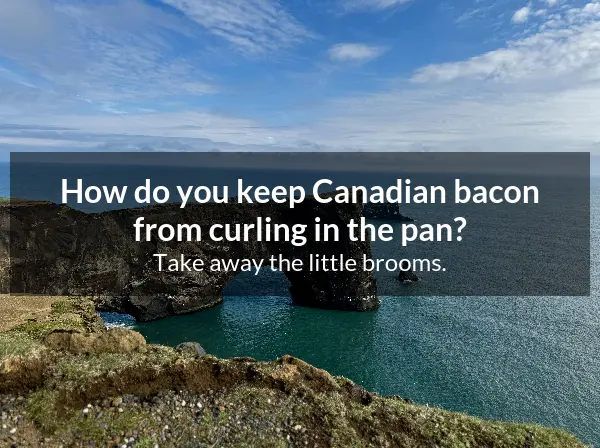 How do you keep Canadian bacon
from curling in the pan?
Take away the little brooms.